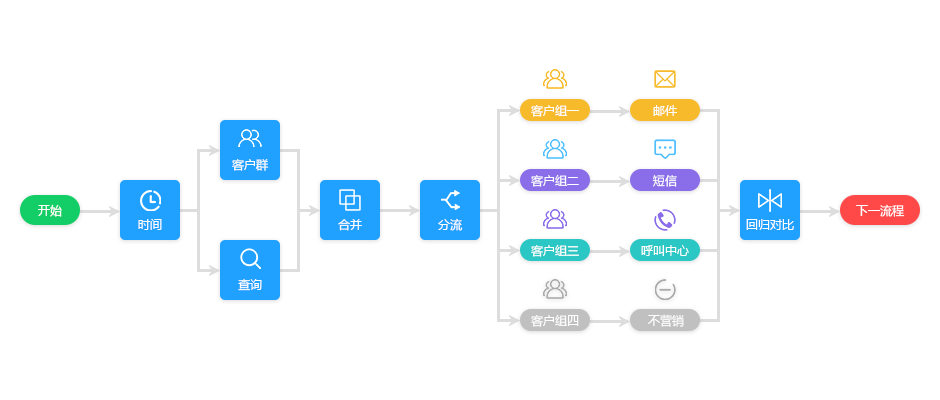 开始
时间
客户群
查询
合并
分流
客户组一
邮件
客户组二
短信
客户组三
呼叫中心
客户组四
不营销
回归对比
下一流程